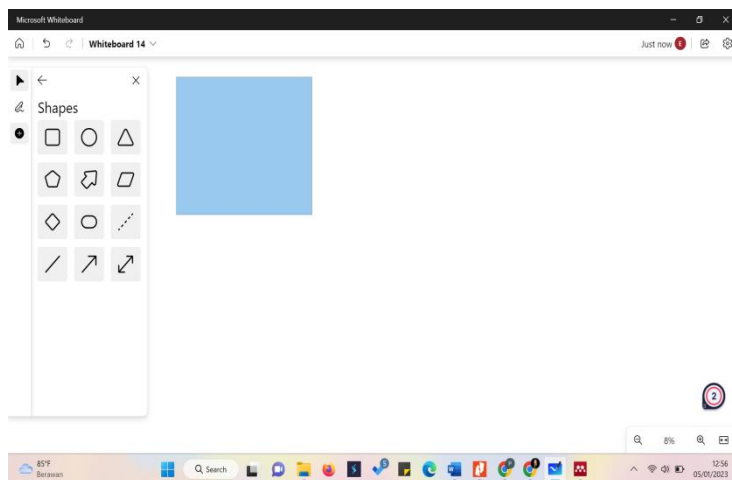 Microsoft Whiteboard
Whiteboard 14
Just now E
Shapes
2
8%
85°F
Berawan
Search
12:56
05/01/2023